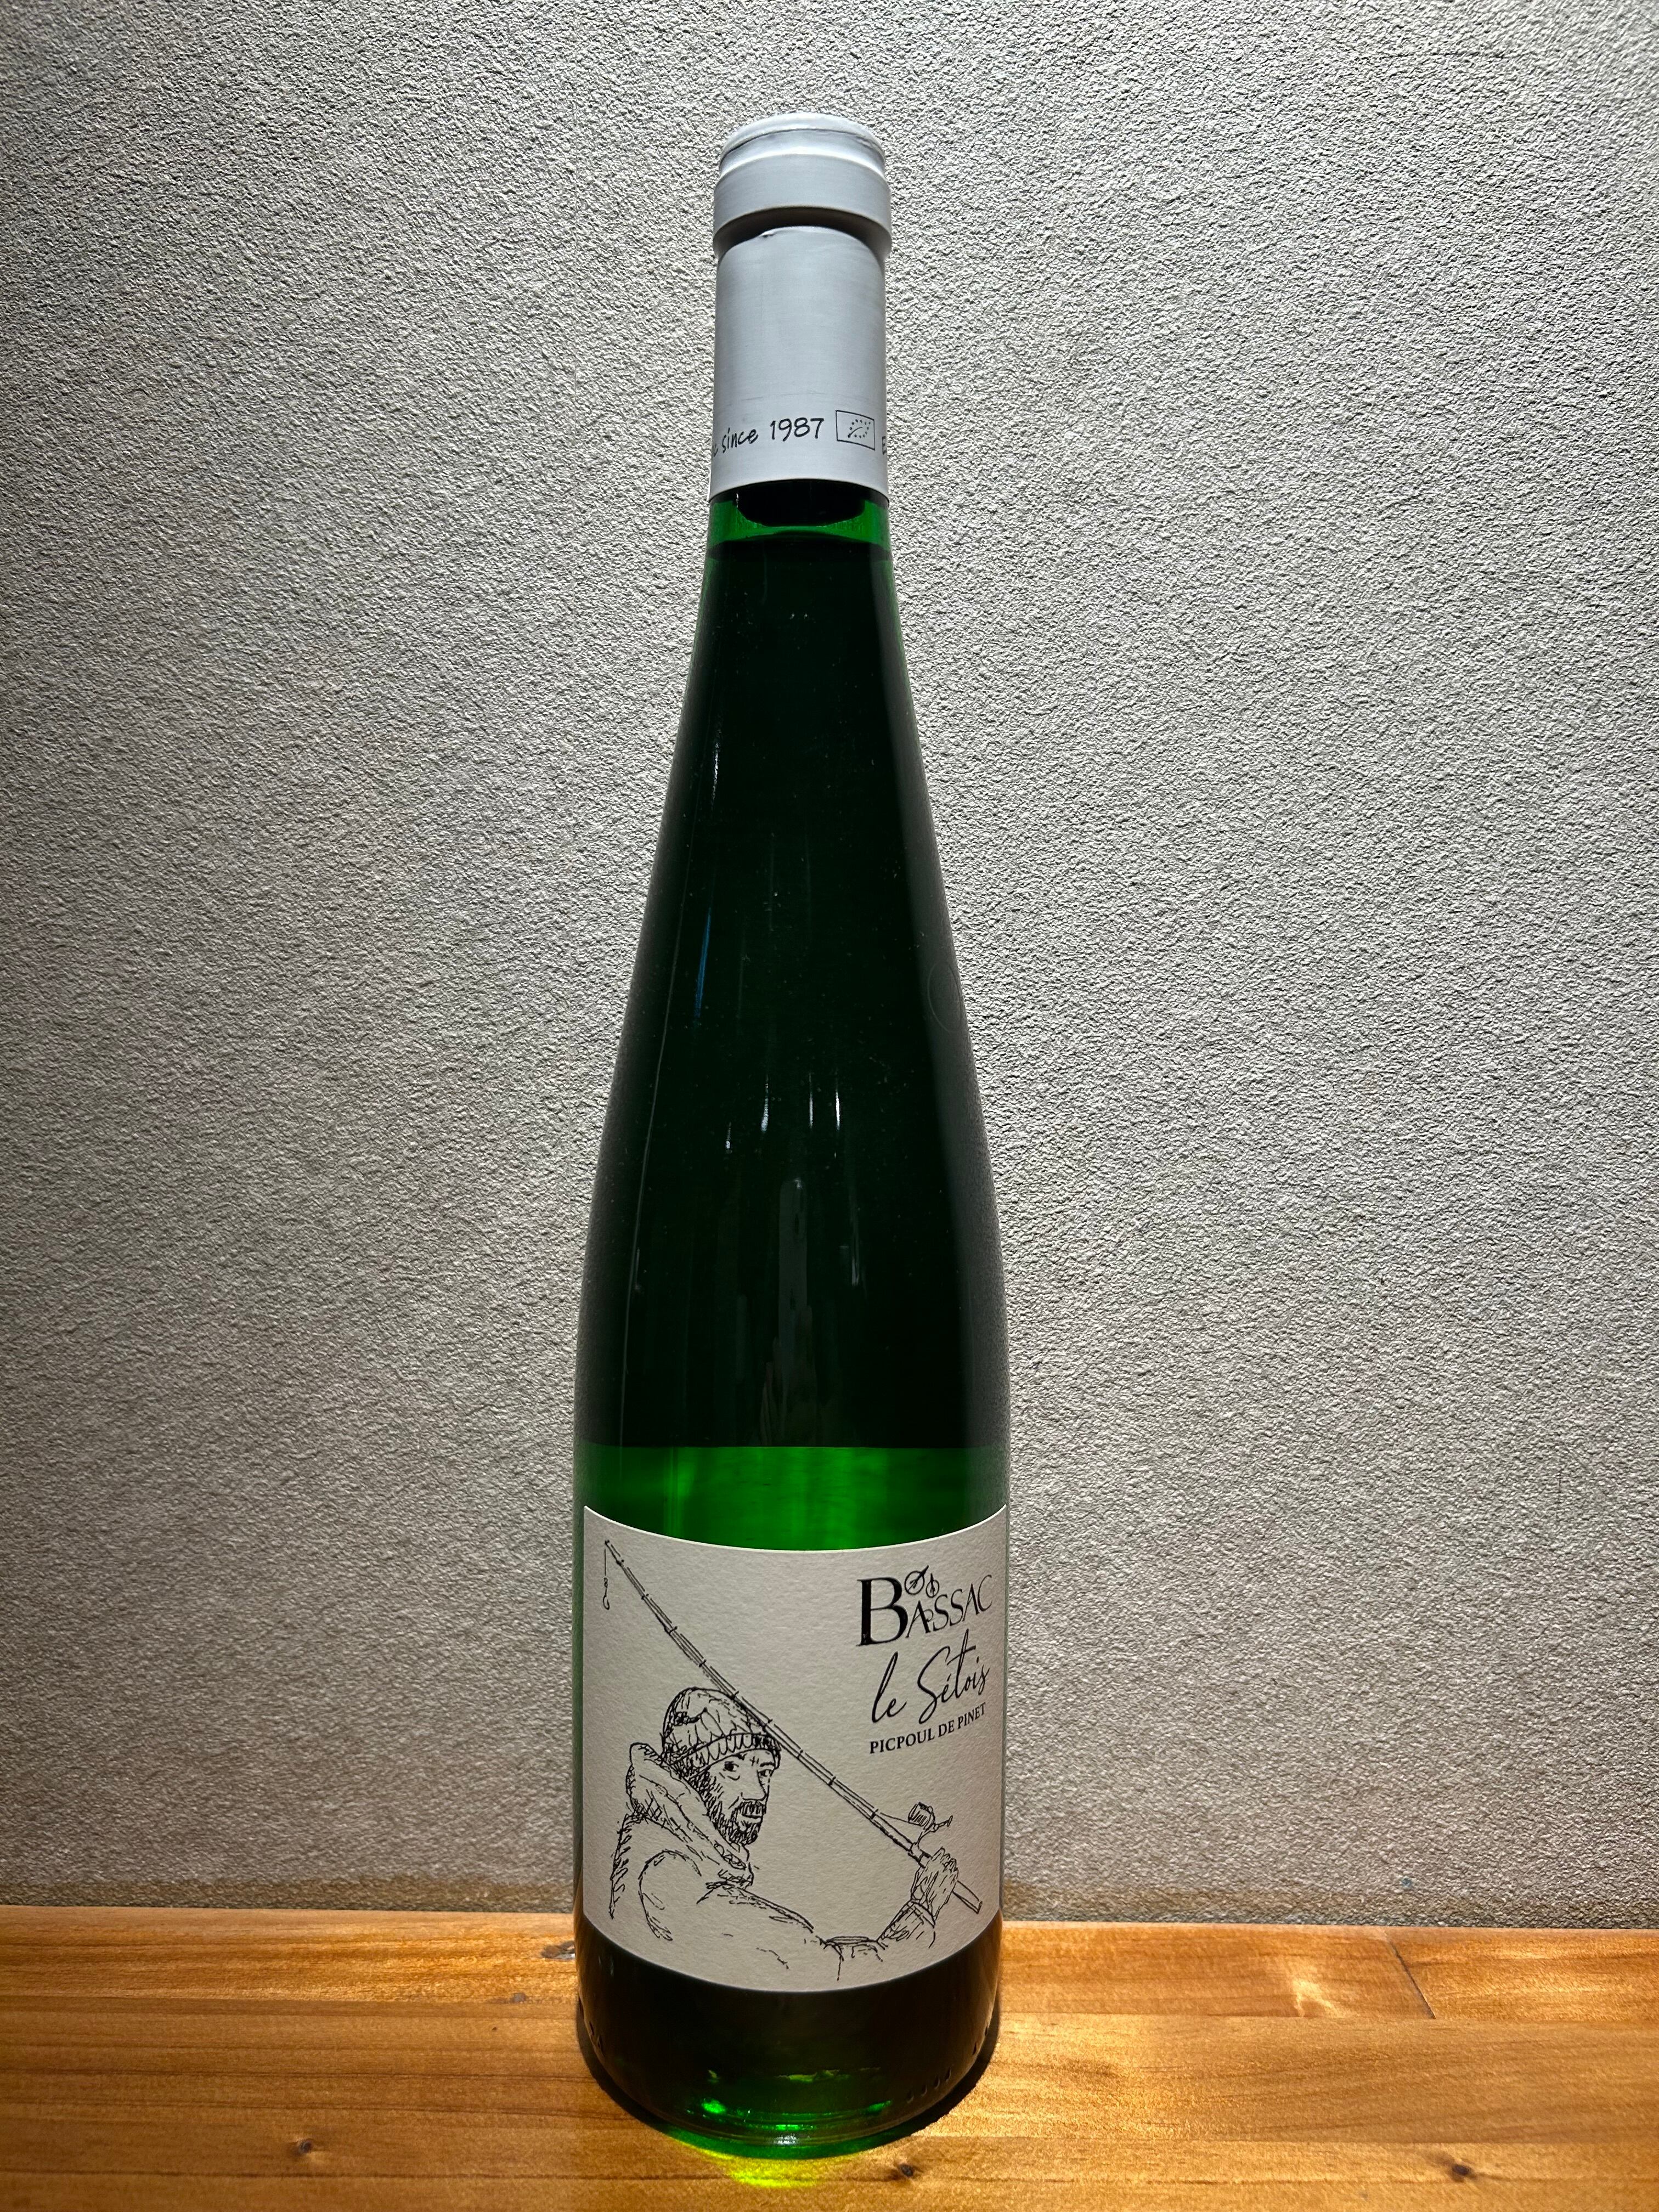 since 1987
BASSAC
le Sétois
PICPOUL DE PINET